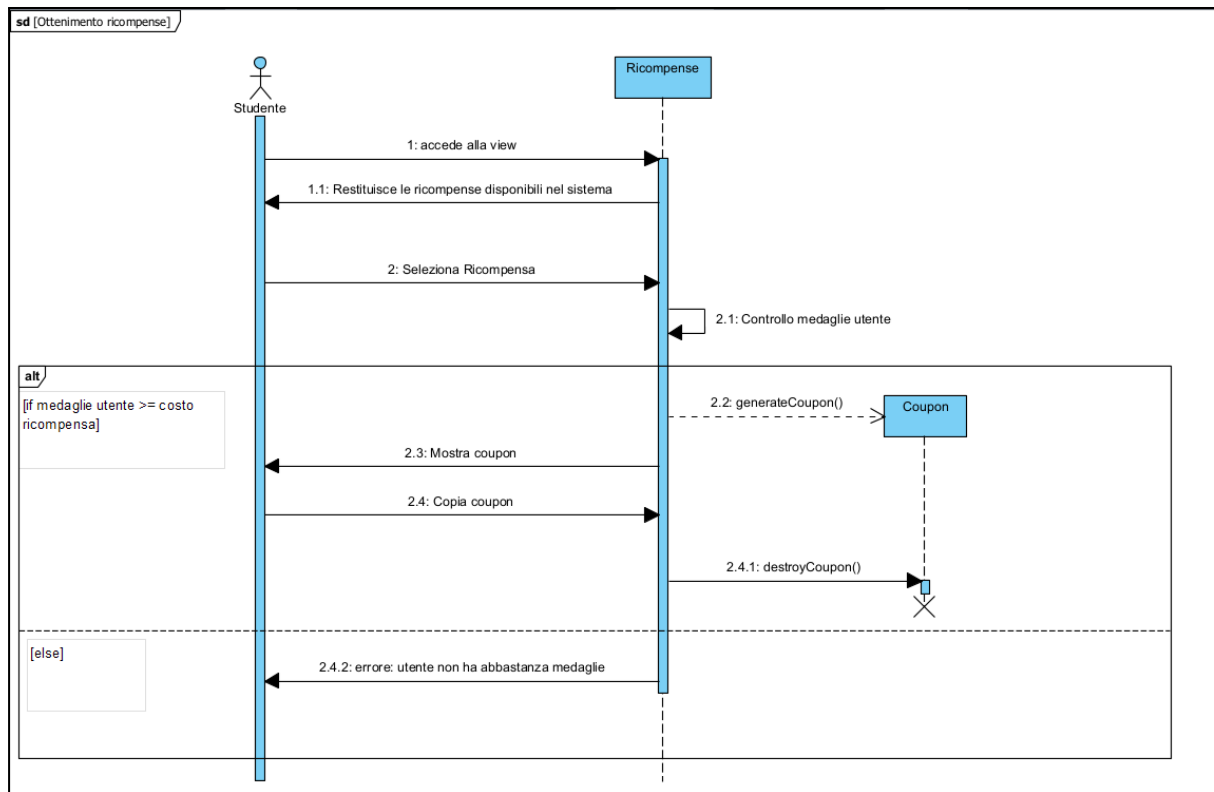 sd [Ottenimento ricompense]
Studente
Ricompense
1: accede alla view
1.1: Restituisce le ricompense disponibili nel sistema
2: Seleziona Ricompensa
2.1: Controllo medaglie utente
alt
[if medaglie utente >= costo
ricompensa]
2.2: generateCoupon()
Coupon
2.3: Mostra coupon
2.4: Copia coupon
2.4.1: destroyCoupon()
[else]
2.4.2: errore: utente non ha abbastanza medaglie